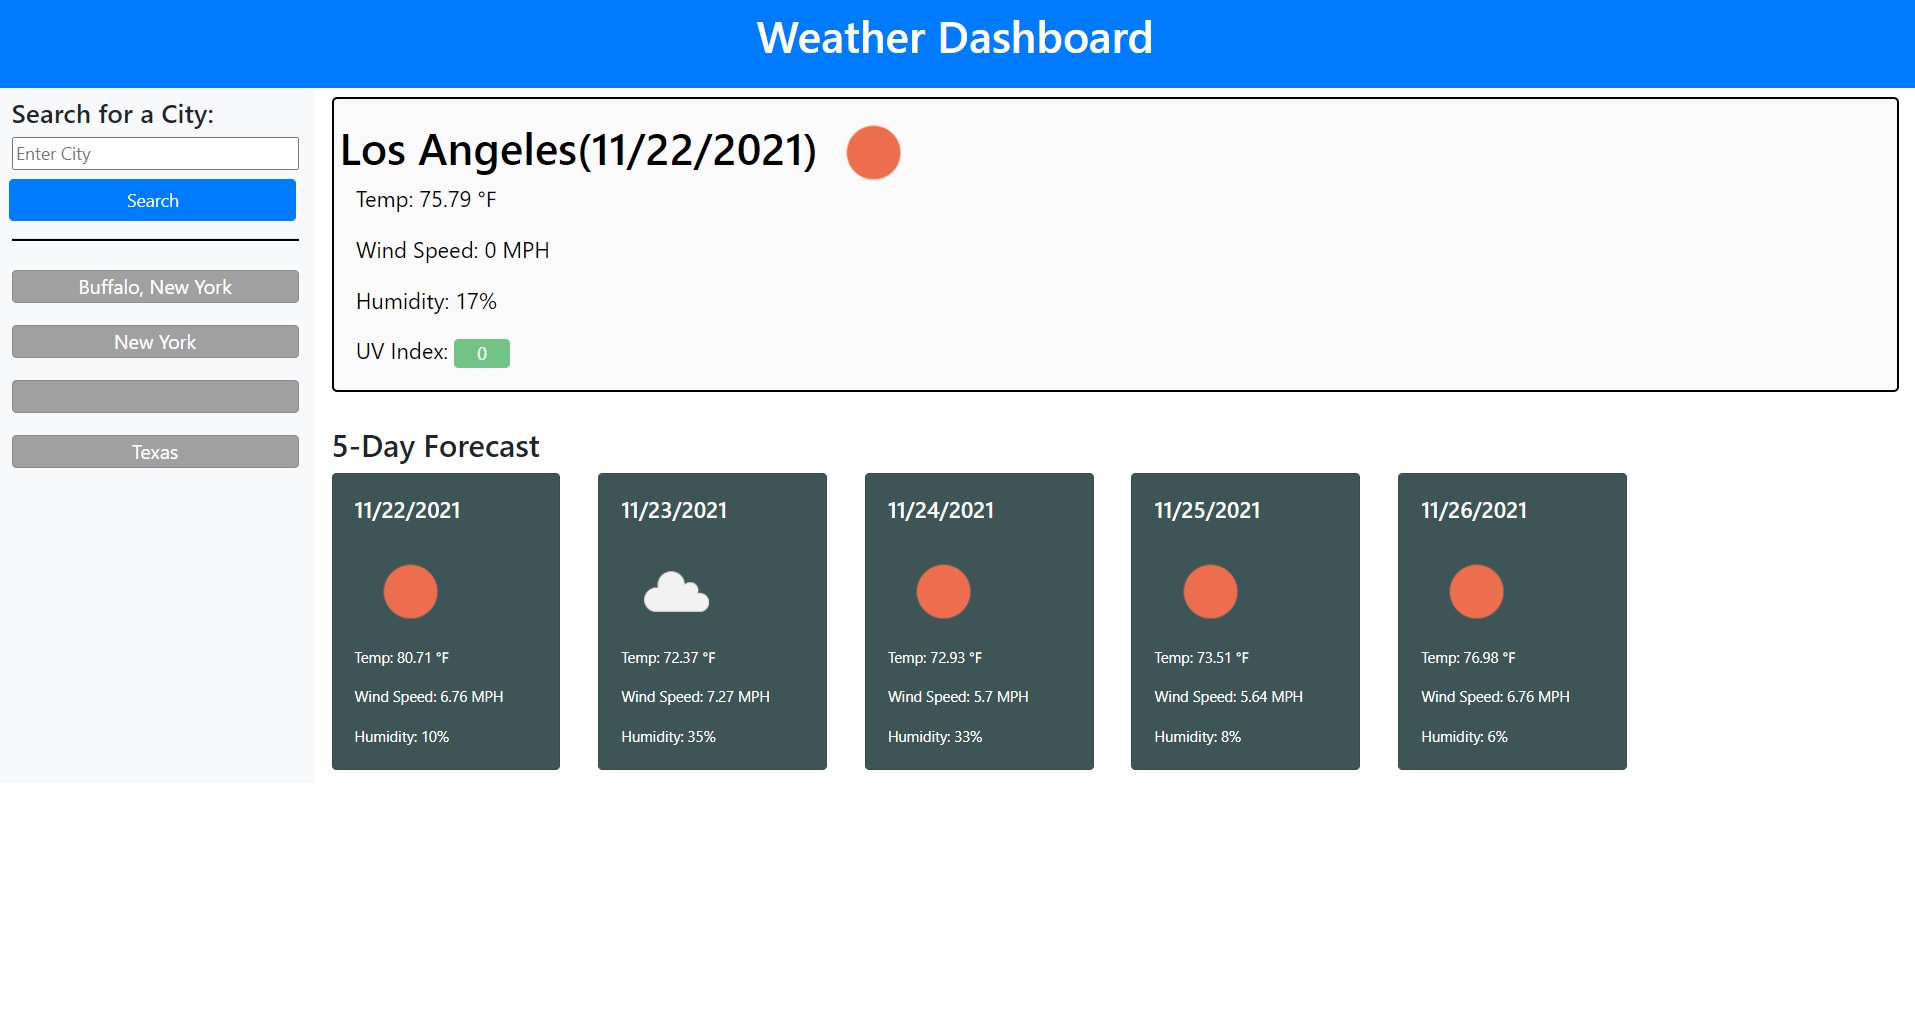 Weather Dashboard
Search for a City:
Enter City
Search
Buffalo, New York
New York
Texas
Los Angeles(11/22/2021)
Temp: 75.79 °F
Wind Speed: 0 MPH
Humidity: 17%
UV Index: 0
5-Day Forecast
11/22/2021
Temp: 80.71 °F
Wind Speed: 6.76 MPH
Humidity: 10%
11/23/2021
Temp: 72.37 °F
Wind Speed: 7.27 MPH
Humidity: 35%
11/24/2021
Temp: 72.93 °F
Wind Speed: 5.7 MPH
Humidity: 33%
11/25/2021
Temp: 73.51 °F
Wind Speed: 5.64 MPH
Humidity: 8%
11/26/2021
Temp: 76.98 °F
Wind Speed: 6.76 MPH
Humidity: 6%